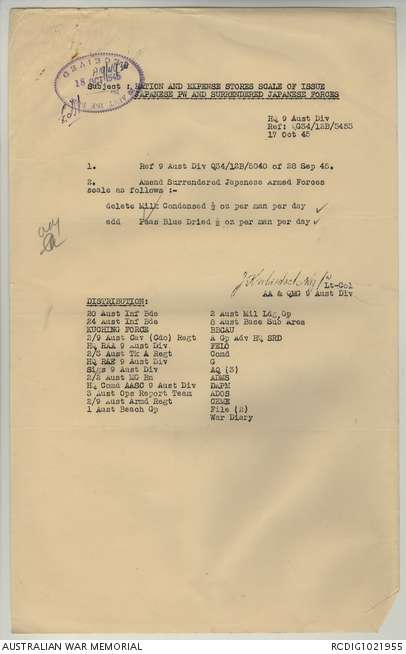 RECEIVED
18 OCT 1945
Subject : RATION AND EXPENSE STORES SCALE OF ISSUE
JAPANESE PW AND SURRENDERED JAPANESE FORCES
HQ 9 Aust Div
Ref: QG34/12B/5453
17 Oct 45
1. Ref 9 Aust Div Q34/12B/5040 of 28 Sep 45.
2. Amend Surrendered Japanese Armed Forces
scale as follows :-
delete Milk Condensed ½ oz per man per day
add Peas Blue Dried ½ oz per man per day
Lt-Col
AA & QMG 9 Aust Div
DISTRIBUTION:
20 Aust Inf Bde 2 Aust Mil Ldg Gp
24 Aust Inf Bde 8 Aust Base Sub Area
KUCHING FORCE BBCAU
2/9 Aust Cav (Cdo) Regt A Gp Adv HQ SRD
HQ RAA 9 Aust Div FELO
2/3 Aust Tk A Regt Comd
HQ RAE 9 Aust Div G
Sigs 9 Aust Div AQ (3)
2/2 Aust MG Bn ADMS
HQ Comd AASC 9 Aust Div DAPM
3 Aust Ops Report Team ADOS
2/9 Aust Armd Regt CEME
1 Aust Beach Gp File (2)
War Diary
AUSTRALIAN WAR MEMORIAL RCDIG1021955